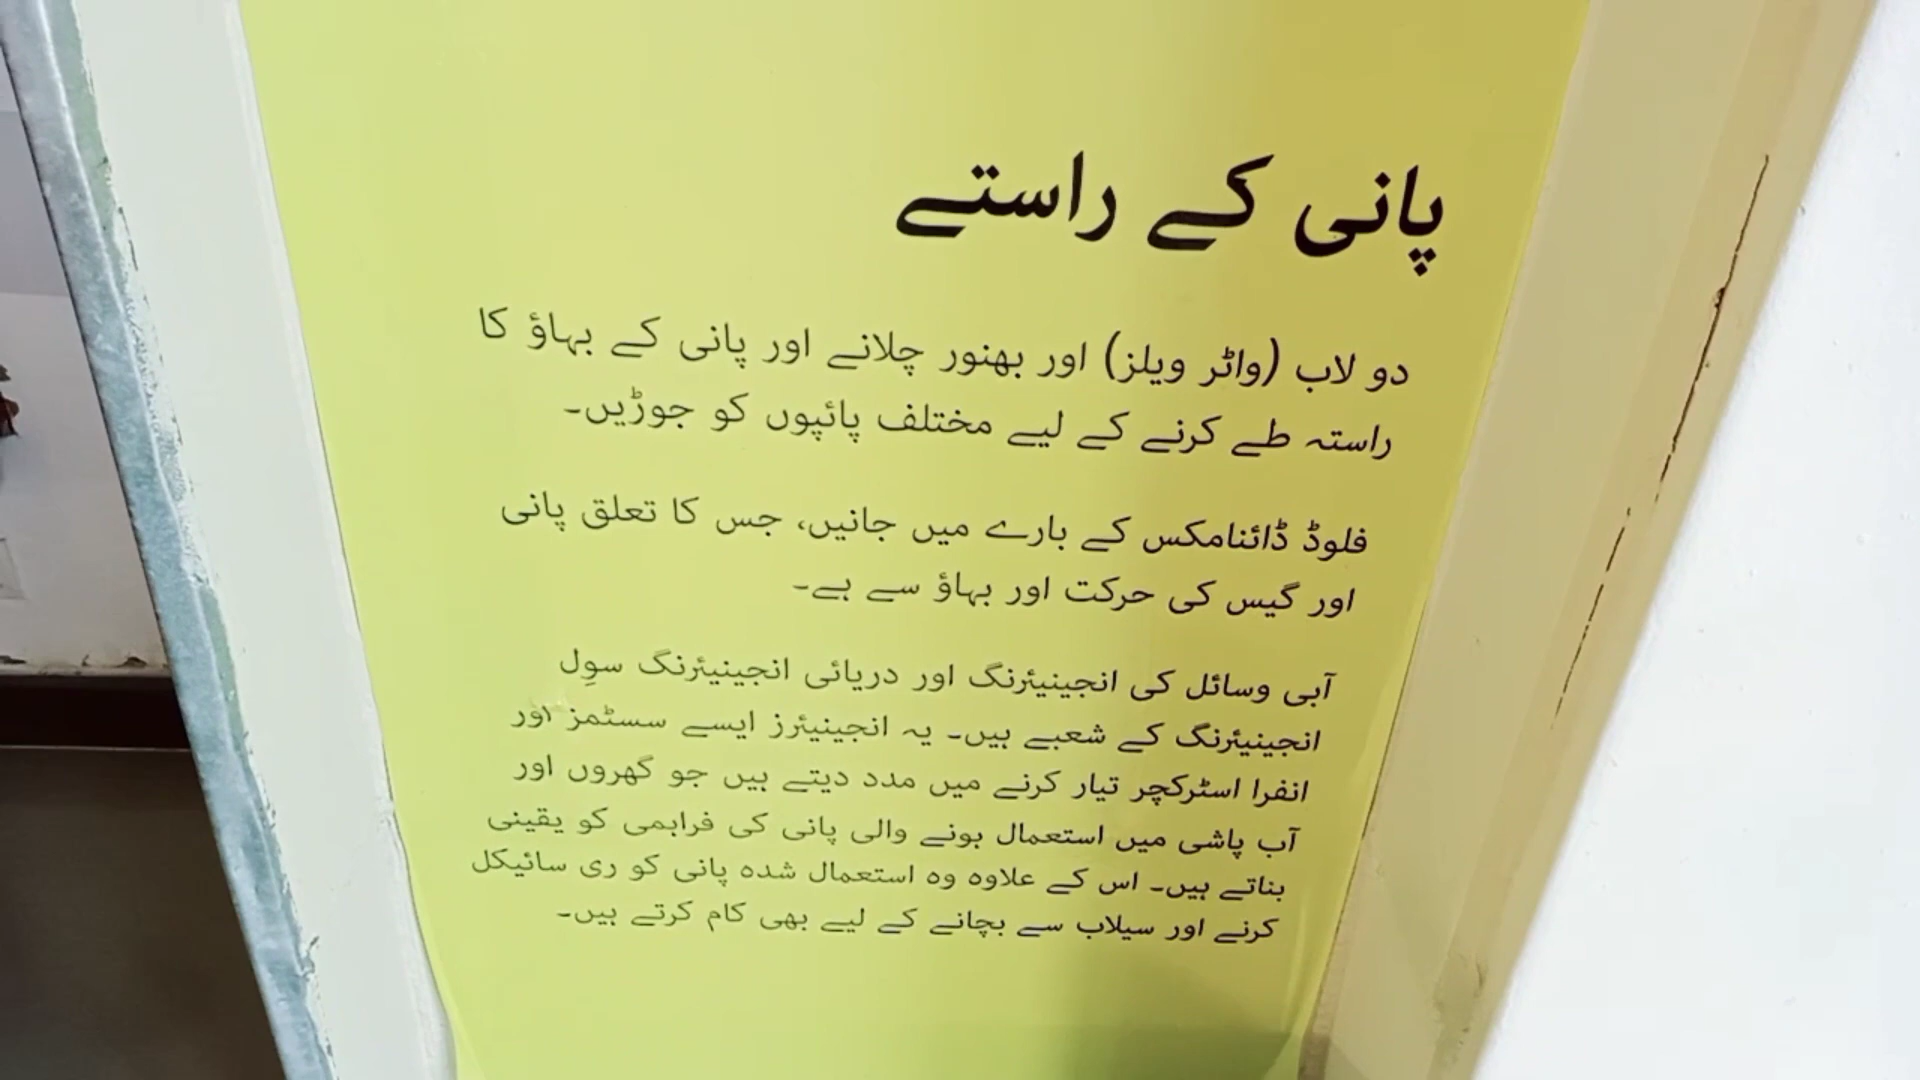 پانی کے راستے
دو لاب (واٹر ویلز) اور بھنور چلانے اور پانی کے بہاؤ کا
راستہ طے کرنے کے لیے مختلف پائپوں کو جوڑیں۔
فلوڈ ڈائنامکس کے بارے میں جانیں، جس کا تعلق پانی
اور گیس کی حرکت اور بہاؤ سے ہے۔
آبی وسائل کی انجینیئرنگ اور دریائی انجینیئرنگ سوِل
انجینیئرنگ کے شعبے ہیں۔ یہ انجینیئرز ایسے سسٹمز اور
انفرا اسٹرکچر تیار کرنے میں مدد دیتے ہیں جو گھروں اور
آب پاشی میں استعمال ہونے والی پانی کی فراہمی کو یقینی
بناتے ہیں۔ اس کے علاوہ وہ استعمال شدہ پانی کو ری سائیکل
کرنے اور سیلاب سے بچانے کے لیے بھی کام کرتے ہیں۔